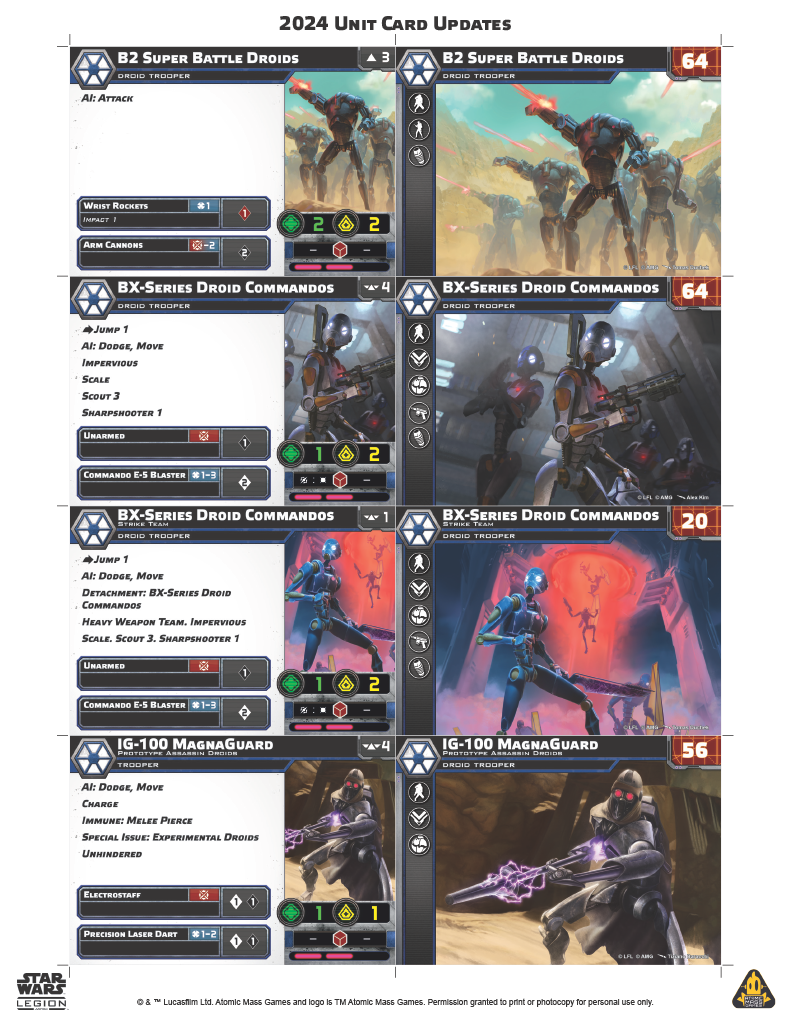 2024 Unit Card Updates
B2 Super Battle Droids
3
Droid Trooper
AI: Attack
Wrist Rockets
1
1
Impact 1
Arm Cannons
-2
2
2
2
–
–
B2 Super Battle Droids
64
Droid Trooper
BX-Series Droid Commandos
4
Droid Trooper
Jump 1
AI: Dodge, Move
Impervious
Scale
Scout 3
Sharpshooter 1
Unarmed
1
Commando E-5 Blaster
1-3
2
1
2
:
–
BX-Series Droid Commandos
64
Droid Trooper
© LFL © AMG Alex Kim
BX-Series Droid Commandos
1
Strike Team
Droid Trooper
Jump 1
AI: Dodge, Move
Detachment: BX-Series Droid
Commandos
Heavy Weapon Team. Impervious
Scale. Scout 3. Sharpshooter 1
Unarmed
1
Commando E-5 Blaster
1-3
2
1
2
:
–
BX-Series Droid Commandos
20
Strike Team
Droid Trooper
© LFL © AMG
IG-100 MagnaGuard
4
Prototype Assassin Droids
Trooper
AI: Dodge, Move
Charge
Immune: Melee Pierce
Special Issue: Experimental Droids
Unhindered
Electrostaff
1
1
Precision Laser Dart
1-2
1
1
1
1
–
–
IG-100 MagnaGuard
56
Prototype Assassin Droids
Droid Trooper
© LFL © AMG
STAR
WARS
LEGION
© & ™ Lucasfilm Ltd. Atomic Mass Games and logo is TM Atomic Mass Games. Permission granted to print or photocopy for personal use only.
ATOMIC
MASS
GAMES